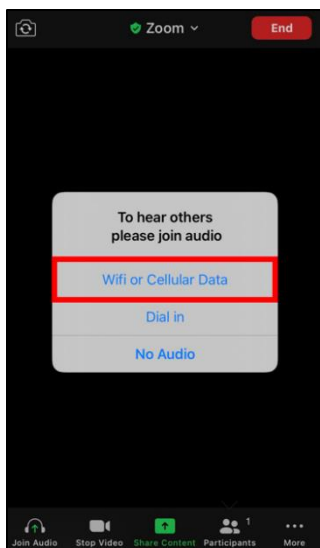 Zoom
End
To hear others
please join audio
Wifi or Cellular Data
Dial in
No Audio
1
Join Audio Stop Video Share Content Participants More